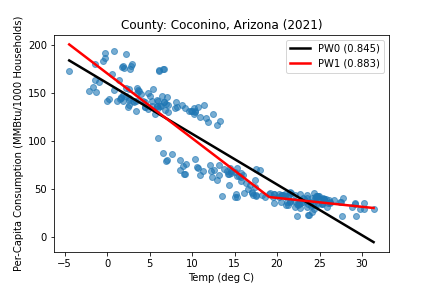 County: Coconino, Arizona (2021)
PW0 (0.845)
PW1 (0.883)
Per-Capita Consumption (MMBtu/1000 Households)
200
150
100
50
0
-5 0 5 10 15 20 25 30
Temp (deg C)